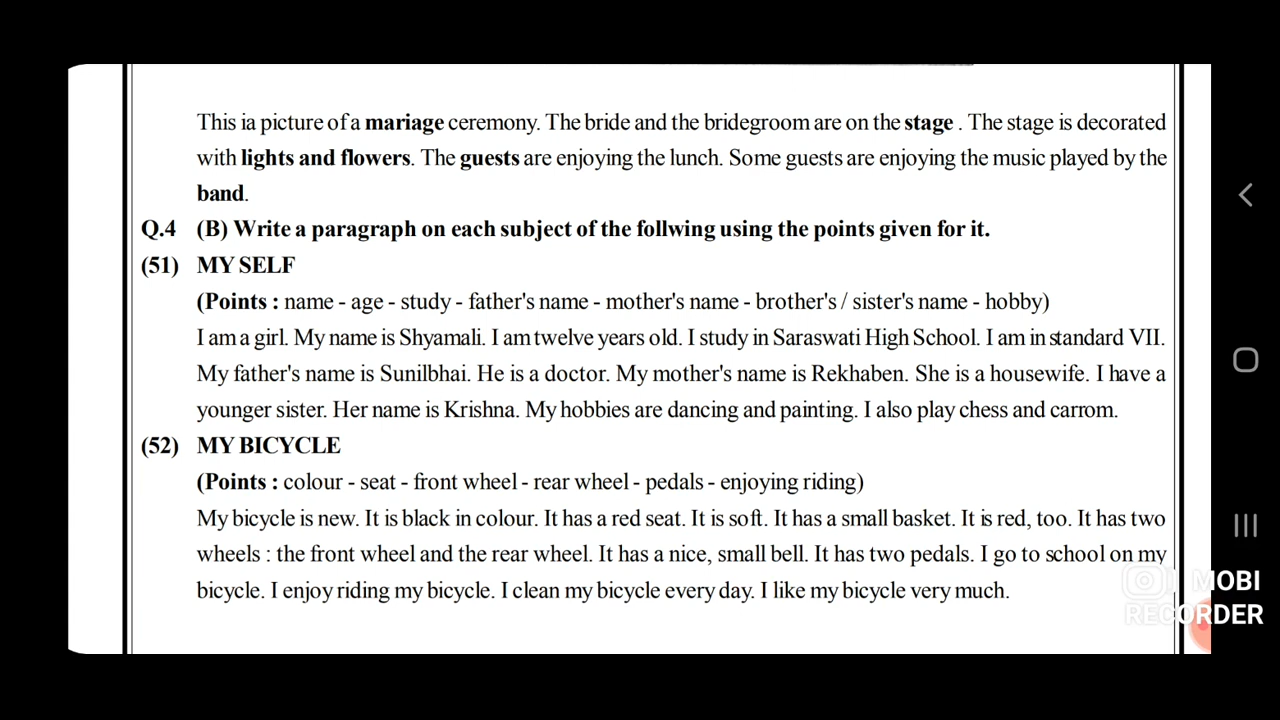 This ia picture of a mariage ceremony. The bride and the bridegroom are on the stage . The stage is decorated
with lights and flowers. The guests are enjoying the lunch. Some guests are enjoying the music played by the
band.
Q.4 (B) Write a paragraph on each subject of the follwing using the points given for it.
(51) MY SELF
(Points : name - age - study - father's name - mother's name - brother's / sister's name - hobby)
I am a girl. My name is Shyamali. I am twelve years old. I study in Saraswati High School. I am in standard VII.
My father's name is Sunilbhai. He is a doctor. My mother's name is Rekhaben. She is a housewife. I have a
younger sister. Her name is Krishna. My hobbies are dancing and painting. I also play chess and carrom.
(52) MY BICYCLE
(Points : colour - seat - front wheel - rear wheel - pedals - enjoying riding)
My bicycle is new. It is black in colour. It has a red seat. It is soft. It has a small basket. It is red, too. It has two
wheels : the front wheel and the rear wheel. It has a nice, small bell. It has two pedals. I go to school on my
bicycle. I enjoy riding my bicycle. I clean my bicycle every day. I like my bicycle very much.
MOBI
RECORDER